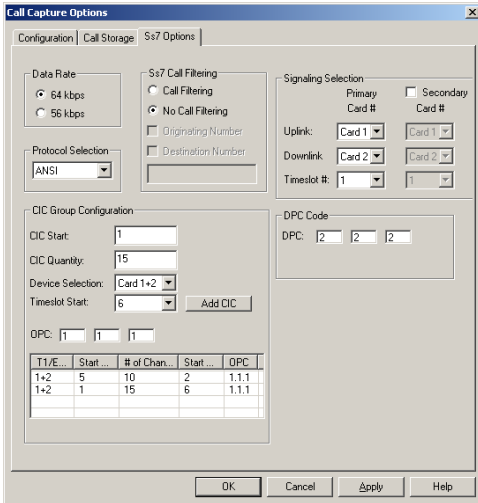 Call Capture Options
Configuration Call Storage Ss7 Options
Data Rate
64 kbps
56 kbps
Ss7 Call Filtering
Call Filtering
No Call Filtering
Originating Number
Destination Number
Protocol Selection
ANSI
Signaling Selection
Primary Secondary
Card # Card #
Uplink: Card 1 Card 1
Downlink Card 2 Card 2
Timeslot #: 1 1
CIC Group Configuration
CIC Start: 1
CIC Quantity: 15
Device Selection: Card 1+2
Timeslot Start: 6 Add CIC
OPC: 1 1 1
T1/E... Start ... # of Chan... Start ... OPC
1+2 5 10 2 1.1.1
1+2 1 15 6 1.1.1
DPC Code
DPC: 2 2 2
OK Cancel Apply Help